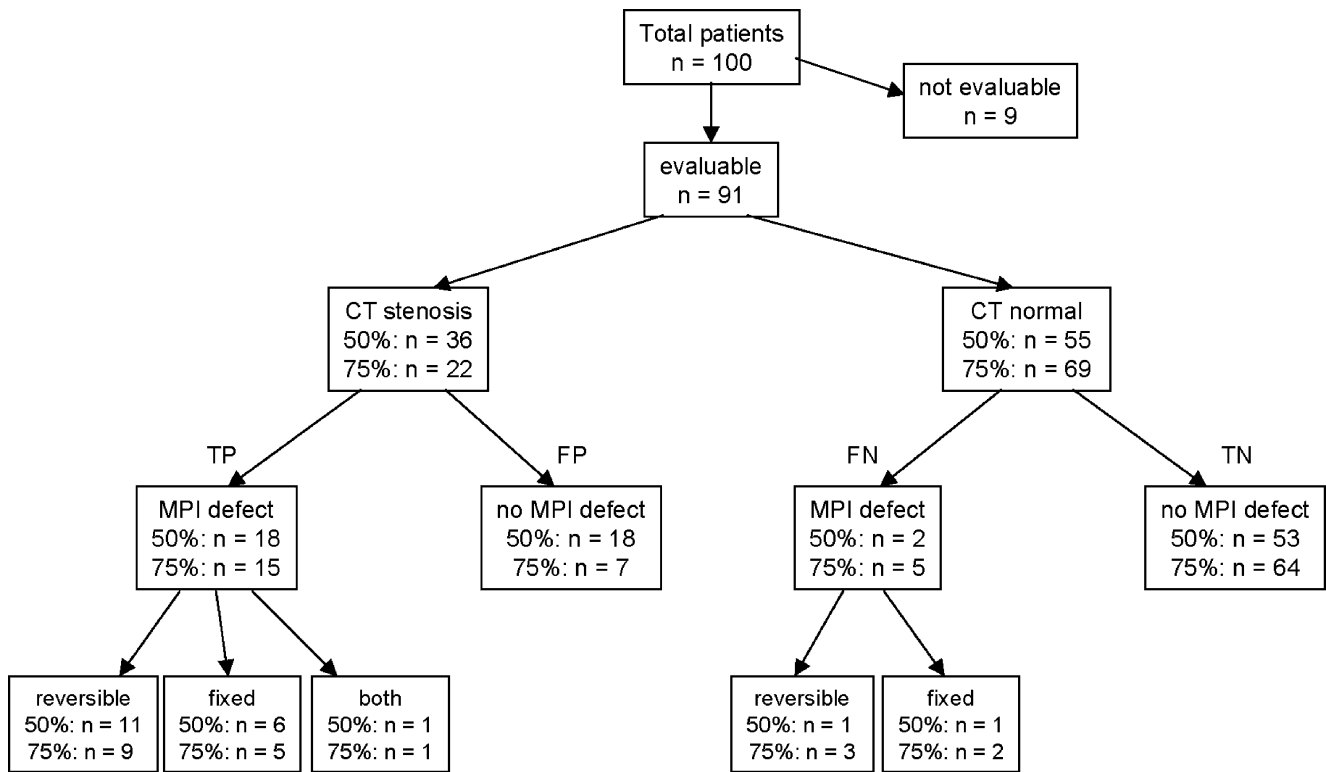 Total patients
n = 100
not evaluable
n = 9
evaluable
n = 91
CT stenosis
50%: n = 36
75%: n = 22
CT normal
50%: n = 55
75%: n = 69
TP
FP
FN
TN
MPI defect
50%: n = 18
75%: n = 15
no MPI defect
50%: n = 18
75%: n = 7
MPI defect
50%: n = 2
75%: n = 5
no MPI defect
50%: n = 53
75%: n = 64
reversible
50%: n = 11
75%: n = 9
fixed
50%: n = 6
75%: n = 5
both
50%: n = 1
75%: n = 1
reversible
50%: n = 1
75%: n = 3
fixed
50%: n = 1
75%: n = 2